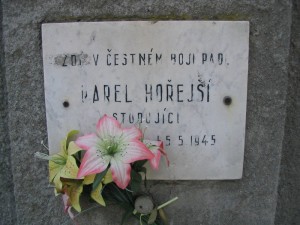 ZDE V ČESTNÉM BOJI PADL
KAREL HOŘEJŠÍ
STUDUJÍCÍ
5 5 1945